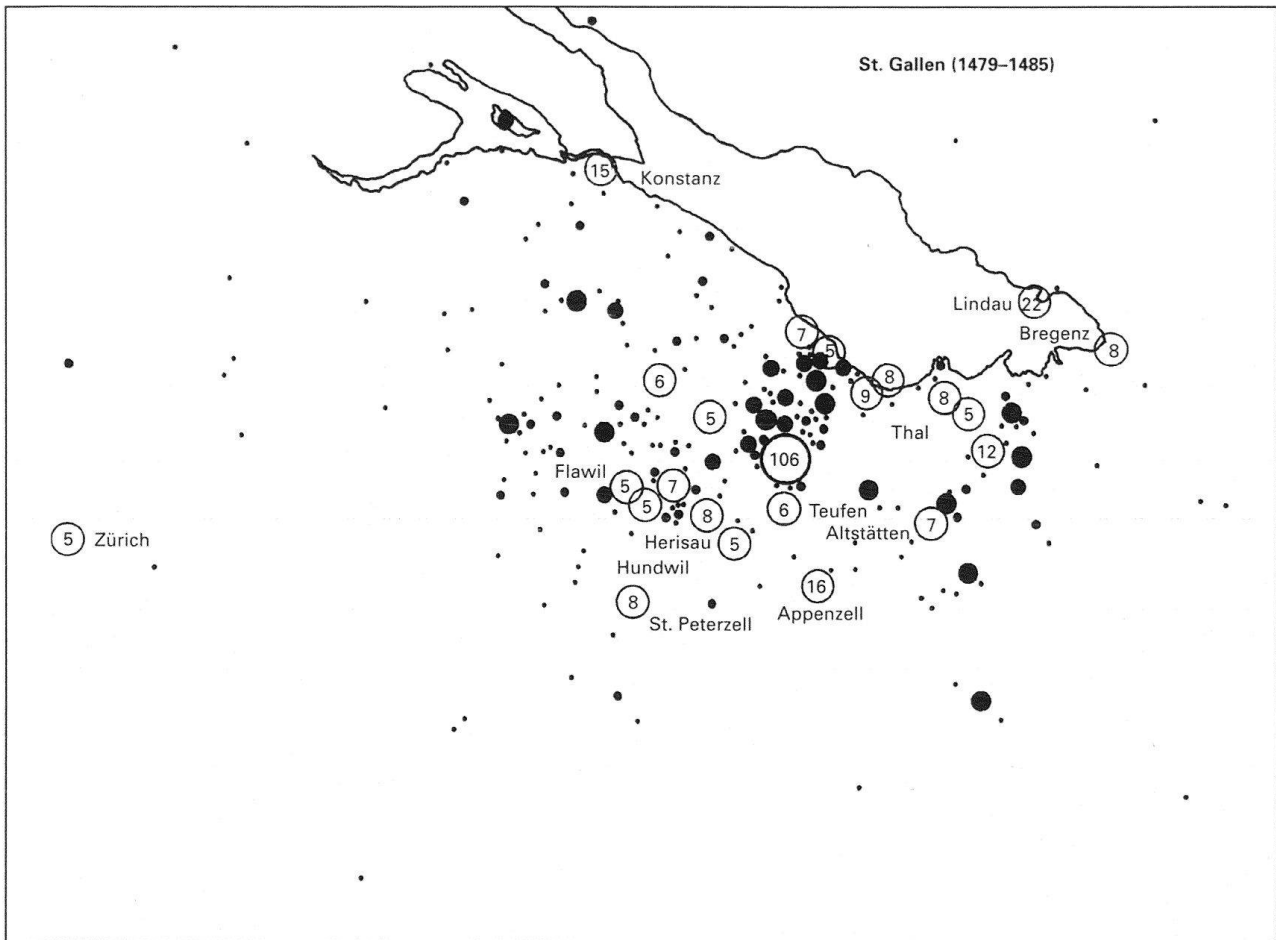 St. Gallen (1479–1485)
15 Konstanz
Lindau 22
Bregenz 8
7
5
8
9
8
5
Thal
6
5
12
106
Flawil
5
7
5
8
6 Teufen
Altstätten 7
5 Zürich
Herisau 5
Hundwil
16
Appenzell
8
St. Peterzell